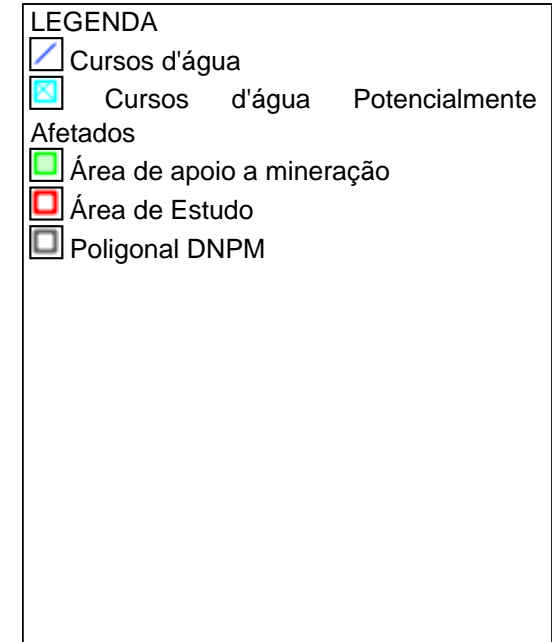 LEGENDA
Cursos d'água
Cursos d'água Potencialmente
Afetados
Área de apoio a mineração
Área de Estudo
Poligonal DNPM